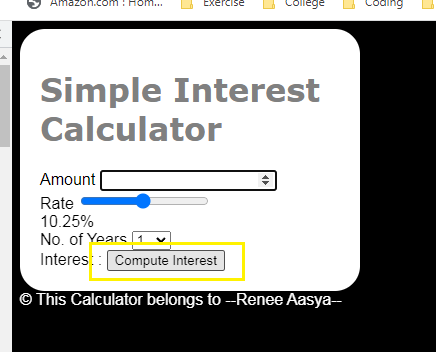 Amazon.com : Hom...
Exercise
College
Coding
Simple Interest
Calculator
Amount
Rate
10.25%
No. of Years 1
Interest : Compute Interest
© This Calculator belongs to --Renee Aasya--